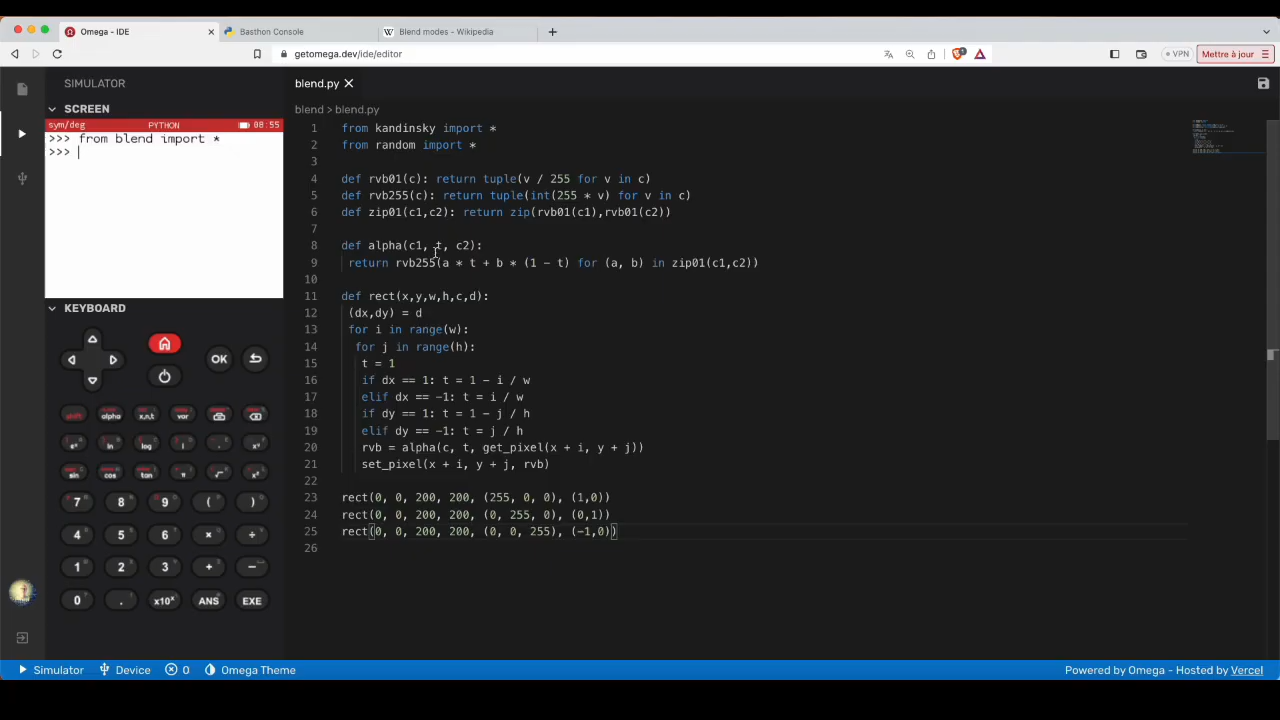 Omega - IDE
Basthon Console
Blend modes - Wikipedia
getomega.dev/ide/editor
VPN
Mettre à jour
SIMULATOR
blend.py
SCREEN
blend > blend.py
sym/deg PYTHON 08:55
>>> from blend import *
>>>
1 from kandinsky import *
2 from random import *
3
4 def rvb01(c): return tuple(v / 255 for v in c)
5 def rvb255(c): return tuple(int(255 * v) for v in c)
6 def zip01(c1,c2): return zip(rvb01(c1),rvb01(c2))
7
8 def alpha(c1, t, c2):
9 return rvb255(a * t + b * (1 - t) for (a, b) in zip01(c1,c2))
10
11 def rect(x,y,w,h,c,d):
12 (dx,dy) = d
13 for i in range(w):
14 for j in range(h):
15 t = 1
16 if dx == 1: t = 1 - i / w
17 elif dx == -1: t = i / w
18 if dy == 1: t = 1 - j / h
19 elif dy == -1: t = j / h
20 rvb = alpha(c, t, get_pixel(x + i, y + j))
21 set_pixel(x + i, y + j, rvb)
22
23 rect(0, 0, 200, 200, (255, 0, 0), (1,0))
24 rect(0, 0, 200, 200, (0, 255, 0), (0,1))
25 rect(0, 0, 200, 200, (0, 0, 255), (-1,0))
26
KEYBOARD
OK
shift alpha x,n,t var
eˣ ln log i , xʸ
sin cos tan π √ x²
7 8 9 ( )
4 5 6 × ÷
1 2 3 + −
0 . x10ˣ ANS EXE
Simulator Device 0 Omega Theme
Powered by Omega - Hosted by Vercel